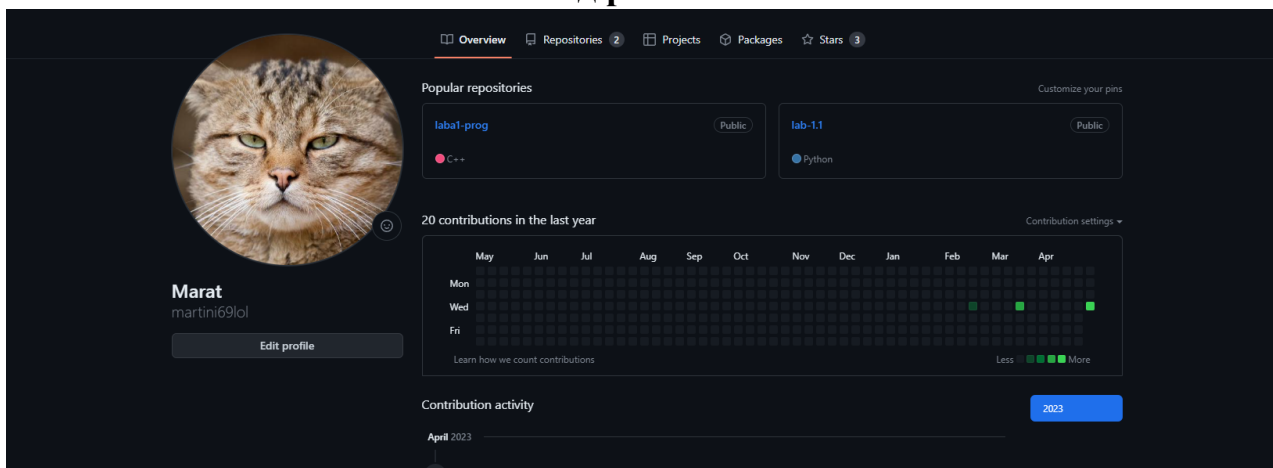 Overview Repositories 2 Projects Packages Stars 3
Popular repositories Customize your pins
laba1-prog Public lab-1.1 Public
C++ Python
20 contributions in the last year Contribution settings
May Jun Jul Aug Sep Oct Nov Dec Jan Feb Mar Apr
Mon
Wed
Fri
Learn how we count contributions Less More
Marat
martini69lol
Edit profile
Contribution activity 2023
April 2023